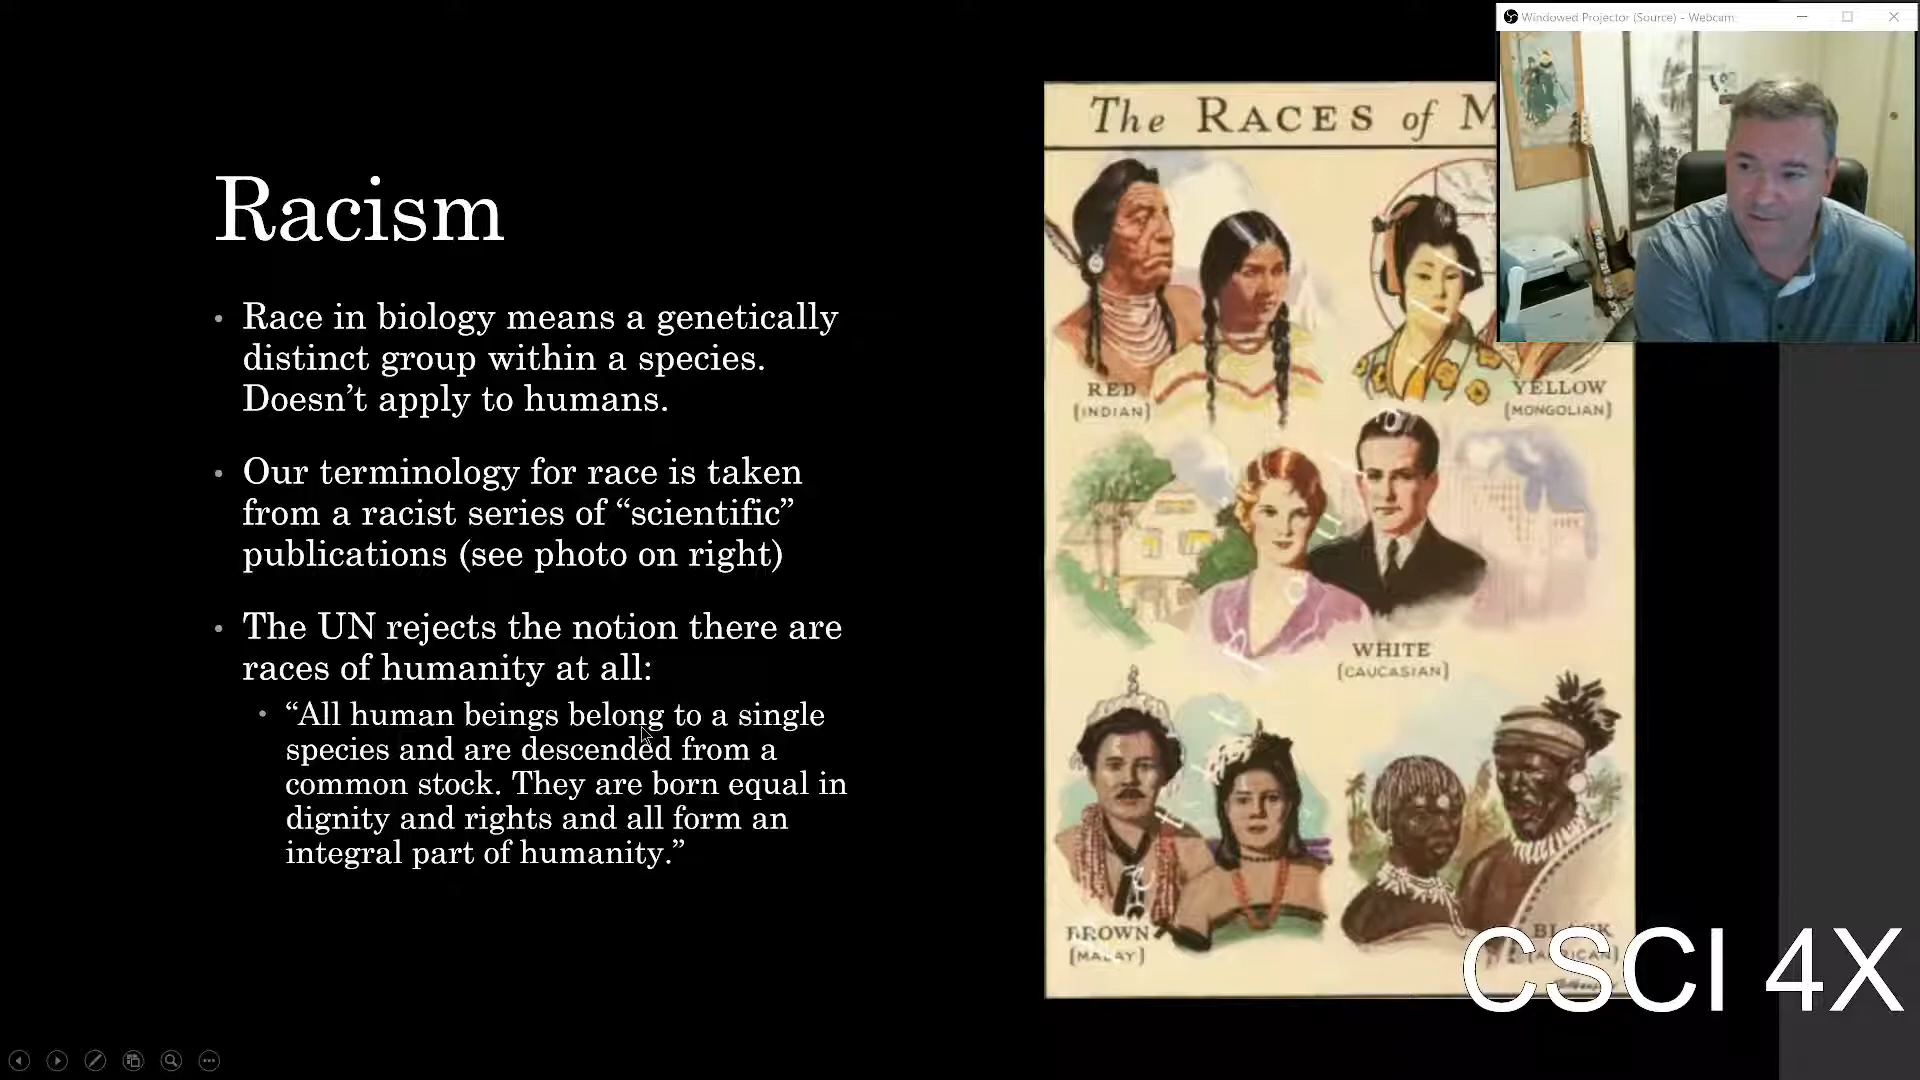 Windowed Projector (Source) - Webcam
The RACES of M
Racism
• Race in biology means a genetically
distinct group within a species.
Doesn’t apply to humans.
• Our terminology for race is taken
from a racist series of “scientific”
publications (see photo on right)
• The UN rejects the notion there are
races of humanity at all:
• “All human beings belong to a single
species and are descended from a
common stock. They are born equal in
dignity and rights and all form an
integral part of humanity.”
RED
(INDIAN)
YELLOW
(MONGOLIAN)
WHITE
(CAUCASIAN)
BROWN
(MALAY)
BLACK
(AFRICAN)
CSCI 4X